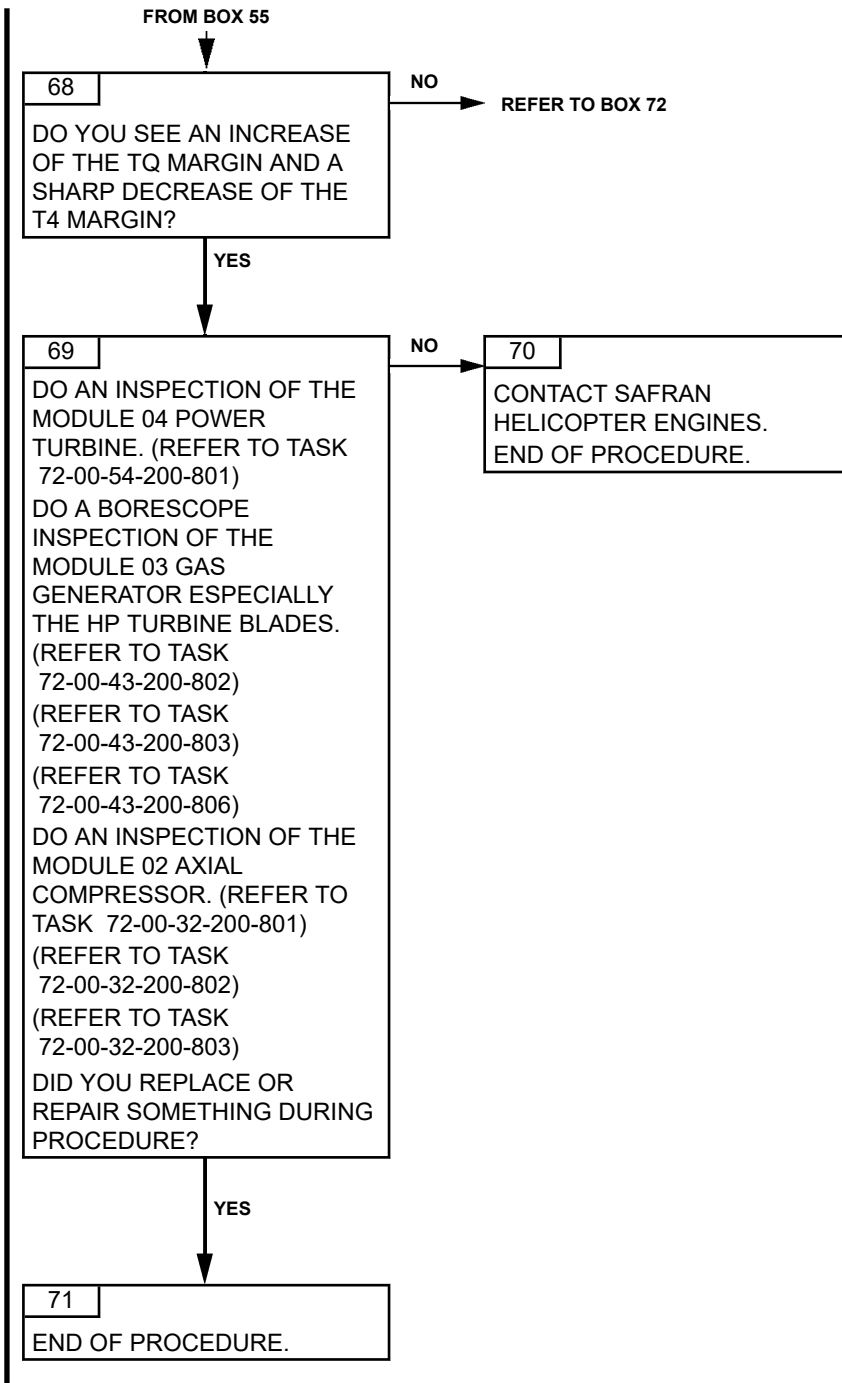 FROM BOX 55
68
NO
REFER TO BOX 72
DO YOU SEE AN INCREASE
OF THE TQ MARGIN AND A
SHARP DECREASE OF THE
T4 MARGIN?
YES
69
NO
70
CONTACT SAFRAN
HELICOPTER ENGINES.
END OF PROCEDURE.
DO AN INSPECTION OF THE
MODULE 04 POWER
TURBINE. (REFER TO TASK
72-00-54-200-801)
DO A BORESCOPE
INSPECTION OF THE
MODULE 03 GAS
GENERATOR ESPECIALLY
THE HP TURBINE BLADES.
(REFER TO TASK
72-00-43-200-802)
(REFER TO TASK
72-00-43-200-803)
(REFER TO TASK
72-00-43-200-806)
DO AN INSPECTION OF THE
MODULE 02 AXIAL
COMPRESSOR. (REFER TO
TASK 72-00-32-200-801)
(REFER TO TASK
72-00-32-200-802)
(REFER TO TASK
72-00-32-200-803)
DID YOU REPLACE OR
REPAIR SOMETHING DURING
PROCEDURE?
YES
71
END OF PROCEDURE.